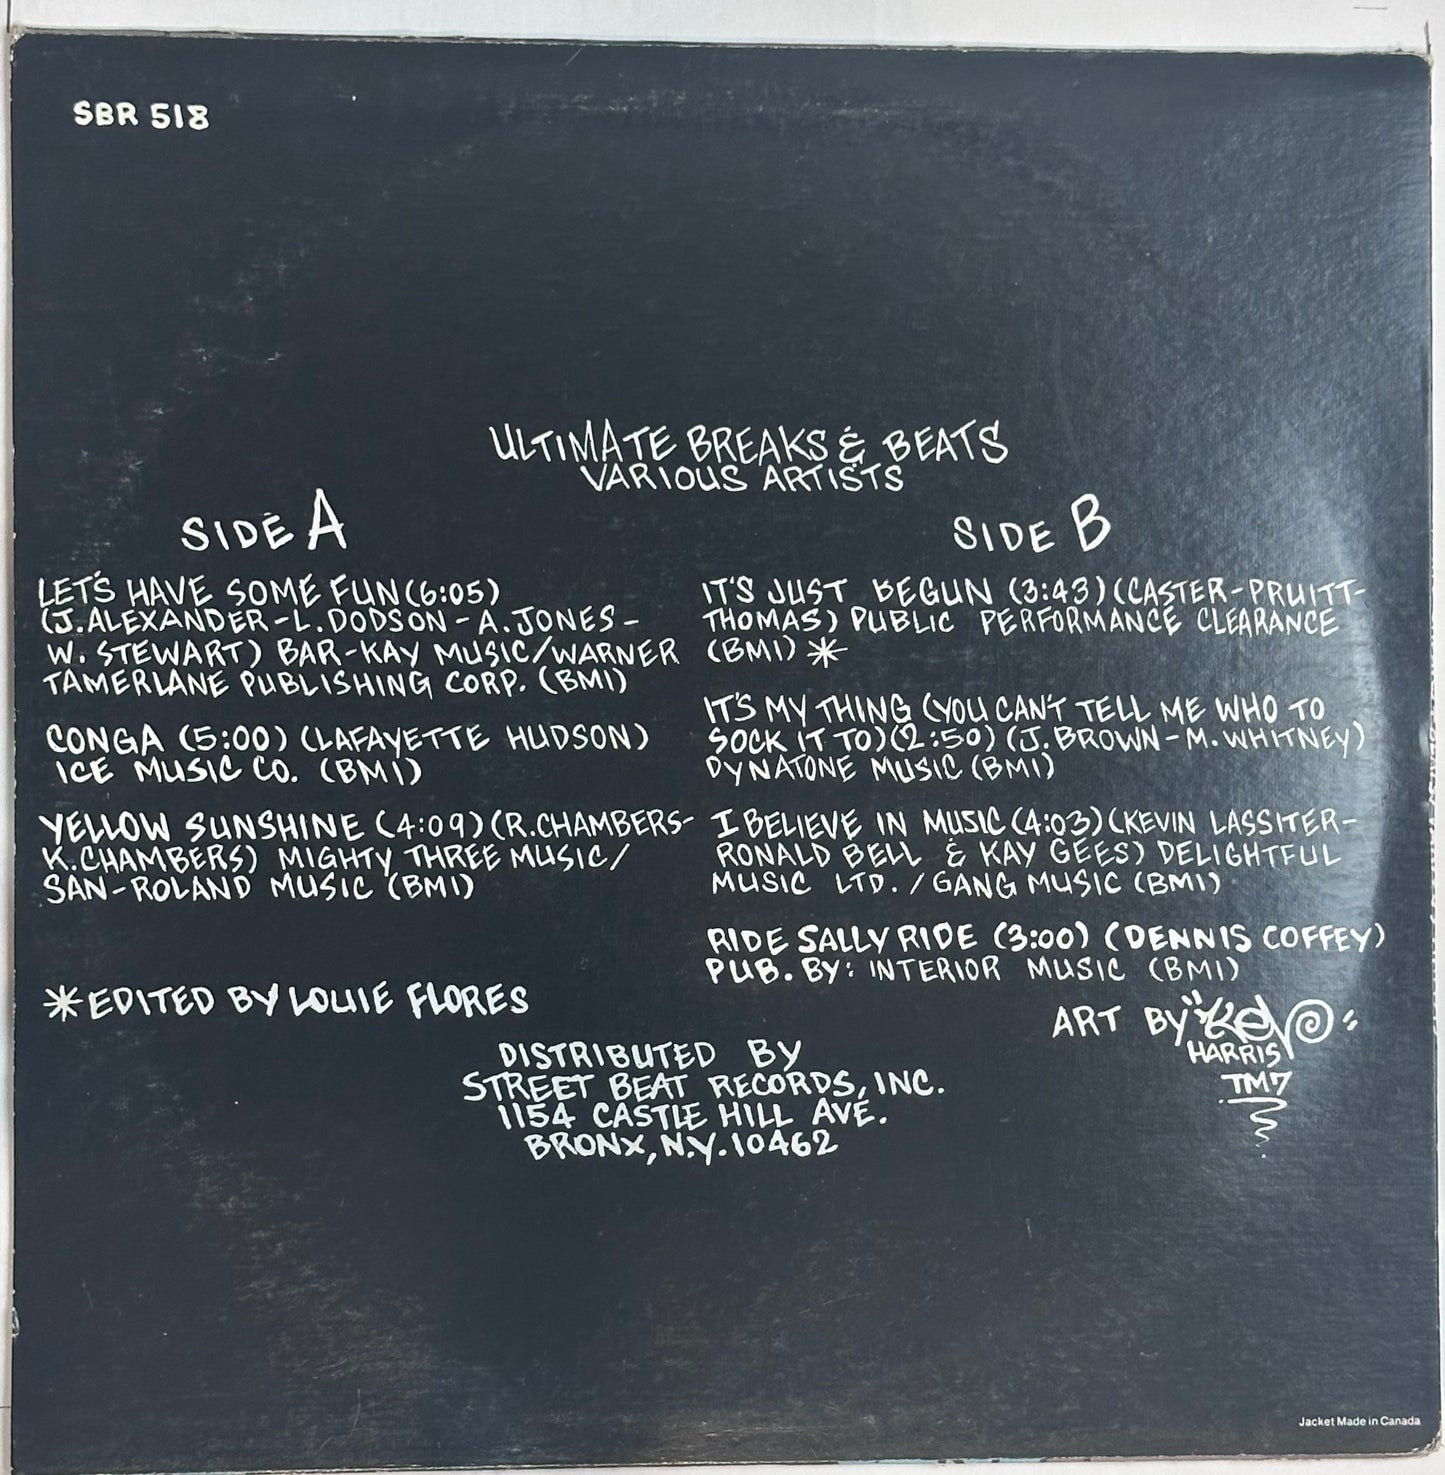 SBR 518
ULTIMATE BREAKS & BEATS
VARIOUS ARTISTS
SIDE A
LET'S HAVE SOME FUN (6:05)
(J. ALEXANDER-L. DODSON-A. JONES-
W. STEWART) BAR-KAY MUSIC/WARNER
TAMERLANE PUBLISHING CORP. (BMI)
CONGA (5:00) (LAFAYETTE HUDSON)
ICE MUSIC CO. (BMI)
YELLOW SUNSHINE (4:09) (R. CHAMBERS-
K. CHAMBERS) MIGHTY THREE MUSIC/
SAN-ROLAND MUSIC (BMI)
*EDITED BY LOUIE FLORES
SIDE B
IT'S JUST BEGUN (3:43) (CASTER-PRUITT-
THOMAS) PUBLIC PERFORMANCE CLEARANCE
(BMI) *
IT'S MY THING (YOU CAN'T TELL ME WHO TO
SOCK IT TO) (2:50) (J. BROWN-M. WHITNEY)
DYNATONE MUSIC (BMI)
I BELIEVE IN MUSIC (4:03) (KEVIN LASSITER-
RONALD BELL & KAY GEES) DELIGHTFUL
MUSIC LTD. / GANG MUSIC (BMI)
RIDE SALLY RIDE (3:00) (DENNIS COFFEY)
PUB. BY: INTERIOR MUSIC (BMI)
ART BY "KEV"
HARRIS
TM7
DISTRIBUTED BY
STREET BEAT RECORDS, INC.
1154 CASTLE HILL AVE.
BRONX, N.Y. 10462
Jacket Made in Canada